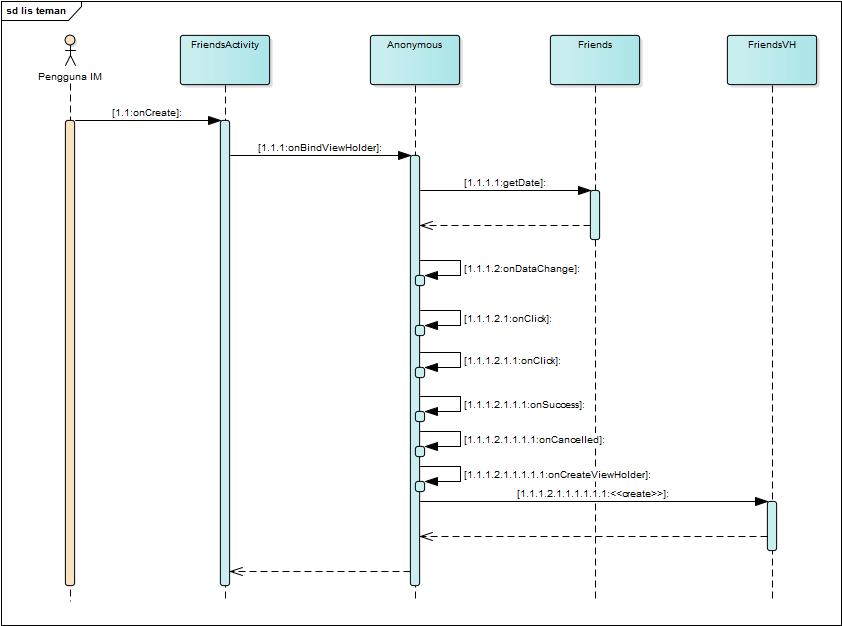 sd lis teman
Pengguna IM
FriendsActivity
Anonymous
Friends
FriendsVH
[1.1:onCreate]:
[1.1.1:onBindViewHolder]:
[1.1.1.1:getDate]:
[1.1.1.2:onDataChange]:
[1.1.1.2.1:onClick]:
[1.1.1.2.1.1:onClick]:
[1.1.1.2.1.1.1:onSuccess]:
[1.1.1.2.1.1.1.1:onCancelled]:
[1.1.1.2.1.1.1.1.1:onCreateViewHolder]:
[1.1.1.2.1.1.1.1.1.1:<<create>>]: